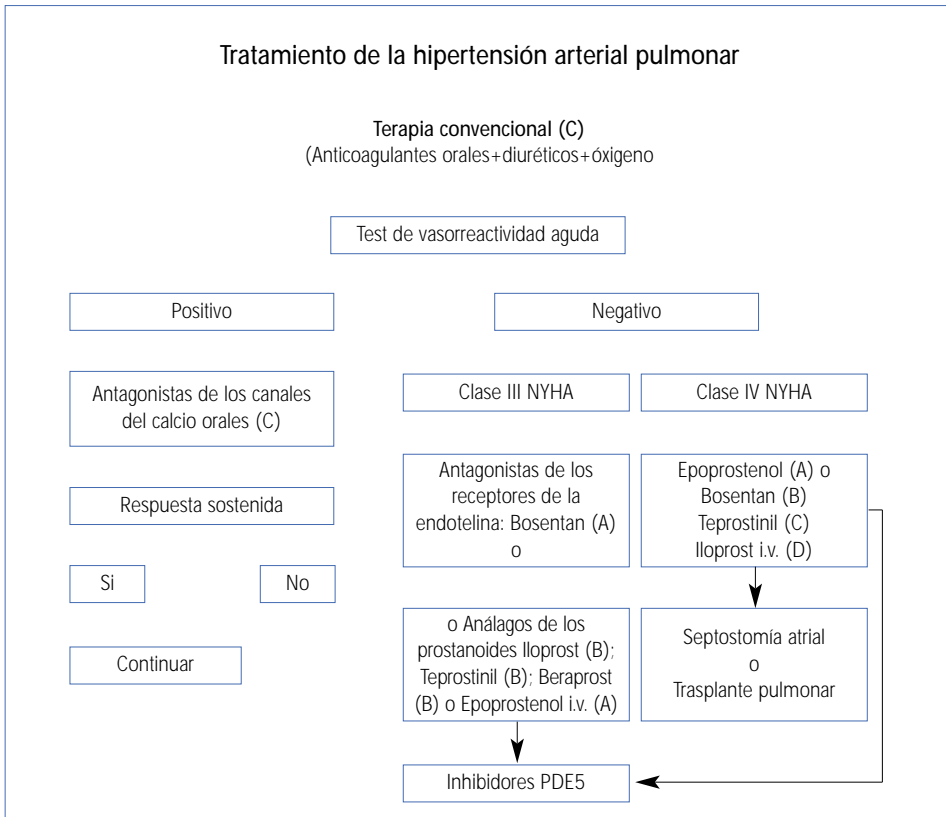 Tratamiento de la hipertensión arterial pulmonar
Terapia convencional (C)
(Anticoagulantes orales+diuréticos+óxigeno
Test de vasorreactividad aguda
Positivo
Negativo
Antagonistas de los canales
del calcio orales (C)
Clase III NYHA
Clase IV NYHA
Respuesta sostenida
Antagonistas de los
receptores de la
endotelina: Bosentan (A)
o
Epoprostenol (A) o
Bosentan (B)
Teprostinil (C)
Iloprost i.v. (D)
Si
No
Continuar
o Análagos de los
prostanoides Iloprost (B);
Teprostinil (B); Beraprost
(B) o Epoprostenol i.v. (A)
Septostomía atrial
o
Trasplante pulmonar
Inhibidores PDE5